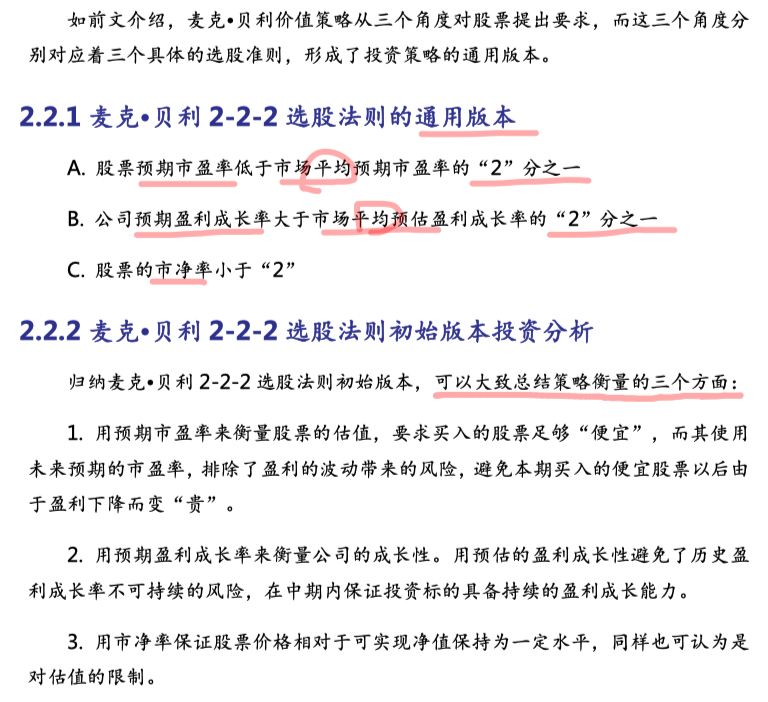 如前文介绍，麦克•贝利价值策略从三个角度对股票提出要求，而这三个角度分
别对应着三个具体的选股准则，形成了投资策略的通用版本。
2.2.1 麦克•贝利 2-2-2 选股法则的通用版本
A. 股票预期市盈率低于市场平均预期市盈率的“2”分之一
B. 公司预期盈利成长率大于市场平均预估盈利成长率的“2”分之一
C. 股票的市净率小于“2”
2.2.2 麦克•贝利 2-2-2 选股法则初始版本投资分析
归纳麦克•贝利 2-2-2 选股法则初始版本，可以大致总结策略衡量的三个方面：
1. 用预期市盈率来衡量股票的估值，要求买入的股票足够“便宜”，而其使用
未来预期的市盈率，排除了盈利的波动带来的风险，避免本期买入的便宜股票以后由
于盈利下降而变“贵”。
2. 用预期盈利成长率来衡量公司的成长性。用预估的盈利成长性避免了历史盈
利成长率不可持续的风险，在中期内保证投资标的具备持续的盈利成长能力。
3. 用市净率保证股票价格相对于可实现净值保持为一定水平，同样也可认为是
对估值的限制。